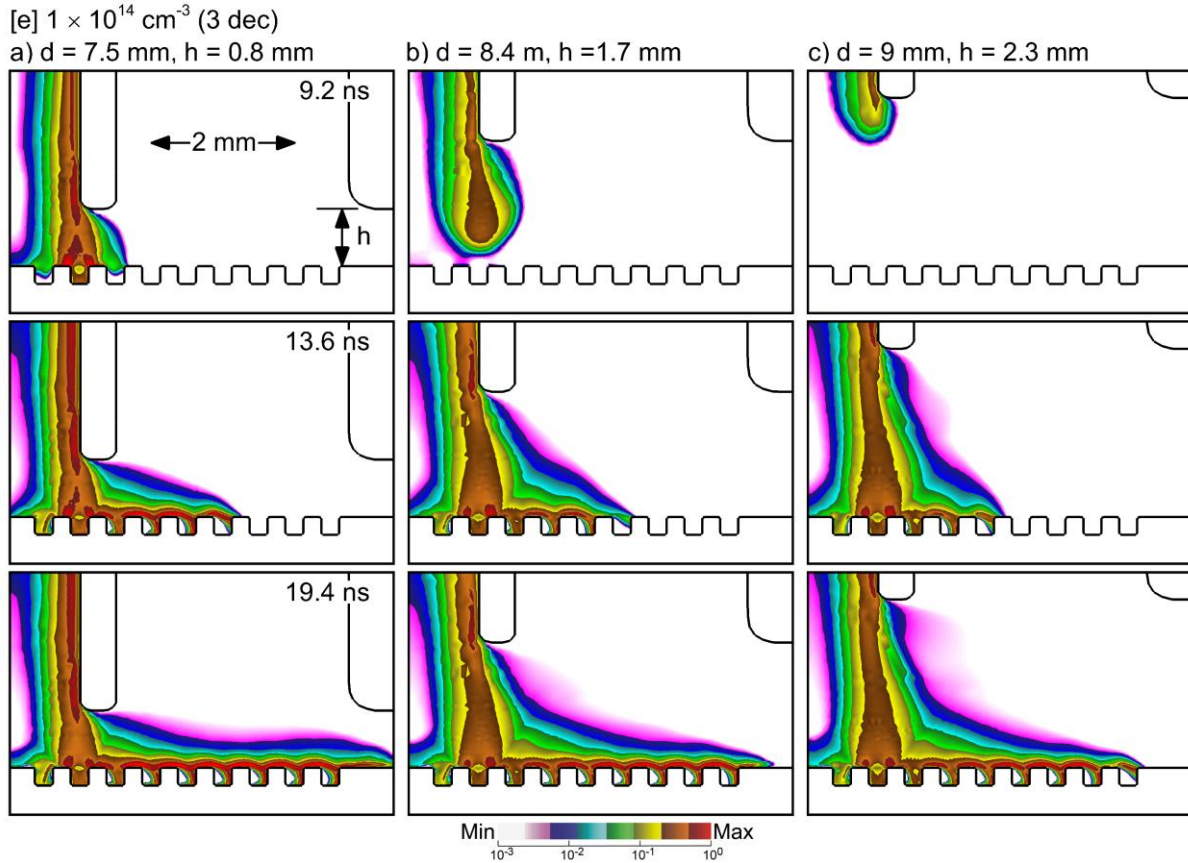 [e] 1 × 10¹⁴ cm⁻³ (3 dec)
a) d = 7.5 mm, h = 0.8 mm
b) d = 8.4 m, h =1.7 mm
c) d = 9 mm, h = 2.3 mm
9.2 ns
2 mm
h
13.6 ns
19.4 ns
Min
Max
10⁻³
10⁻²
10⁻¹
10⁰